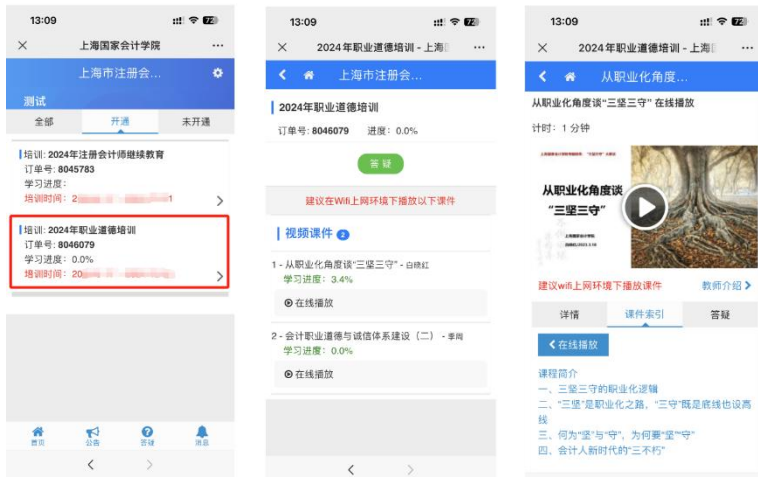 13:09
72
上海国家会计学院
上海市注册会...
测试
全部
开通
未开通
培训: 2024年注册会计师继续教育
订单号: 8045783
学习进度:
培训时间: 2
1
培训: 2024年职业道德培训
订单号: 8046079
学习进度: 0.0%
培训时间: 20
首页
公告
答疑
消息
13:09
72
2024年职业道德培训 - 上海
上海市注册会...
2024年职业道德培训
订单号: 8046079 进度: 0.0%
答疑
建议在Wifi上网环境下播放以下课件
视频课件 2
1 - 从职业化角度谈“三坚三守” - 白晓红
学习进度: 3.4%
在线播放
2 - 会计职业道德与诚信体系建设（二） - 李闻
学习进度: 0.0%
在线播放
13:09
72
2024年职业道德培训 - 上海
从职业化角度...
从职业化角度谈“三坚三守” 在线播放
计时: 1 分钟
从职业化角度谈
“三坚三守”
建议wifi上网环境下播放课件
教师介绍
详情
课件索引
答疑
在线播放
课程简介
一、三坚三守的职业化逻辑
二、“三坚”是职业化之路，“三守”既是底线也设高
线
三、何为“坚”与“守”，为何要“坚”“守”
四、会计人新时代的“三不朽”